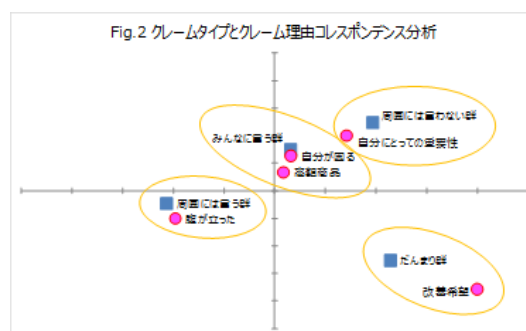 Fig.2 クレームタイプとクレーム理由コレスポンデンス分析
周囲には言わない群
みんなに言う群
自分にとっての重要性
自分が困る
高額商品
周囲には言う群
腹が立った
だんまり群
改善希望